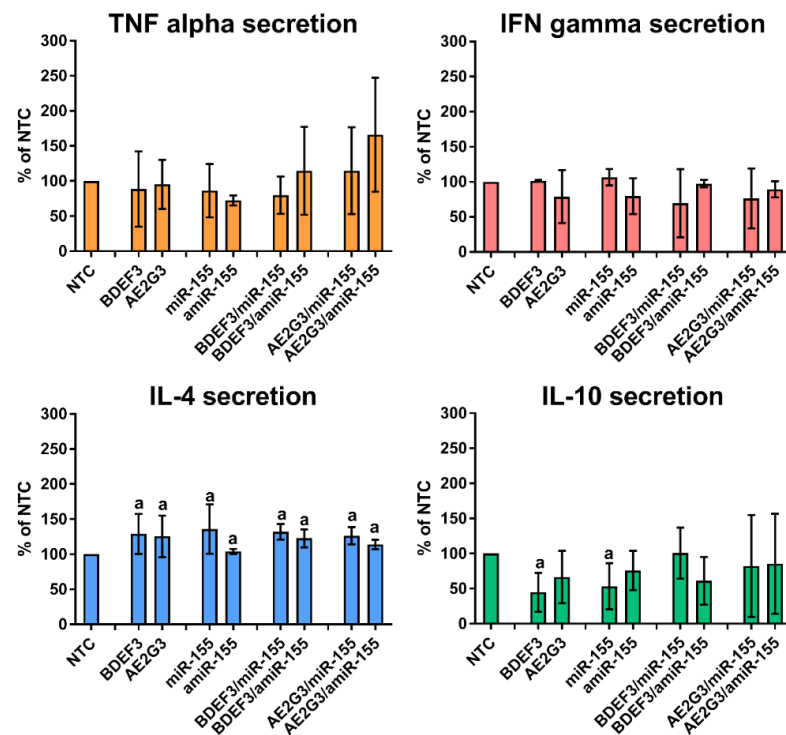 TNF alpha secretion
% of NTC
300
250
200
150
100
50
0
NTC
BDEF3
AE2G3
miR-155
amiR-155
BDEF3/miR-155
BDEF3/amiR-155
AE2G3/miR-155
AE2G3/amiR-155
IFN gamma secretion
% of NTC
300
250
200
150
100
50
0
NTC
BDEF3
AE2G3
miR-155
amiR-155
BDEF3/miR-155
BDEF3/amiR-155
AE2G3/miR-155
AE2G3/amiR-155
IL-4 secretion
% of NTC
300
250
200
150
100
50
0
a
a
a
a
a
a
a
a
NTC
BDEF3
AE2G3
miR-155
amiR-155
BDEF3/miR-155
BDEF3/amiR-155
AE2G3/miR-155
AE2G3/amiR-155
IL-10 secretion
% of NTC
300
250
200
150
100
50
0
a
a
NTC
BDEF3
AE2G3
miR-155
amiR-155
BDEF3/miR-155
BDEF3/amiR-155
AE2G3/miR-155
AE2G3/amiR-155